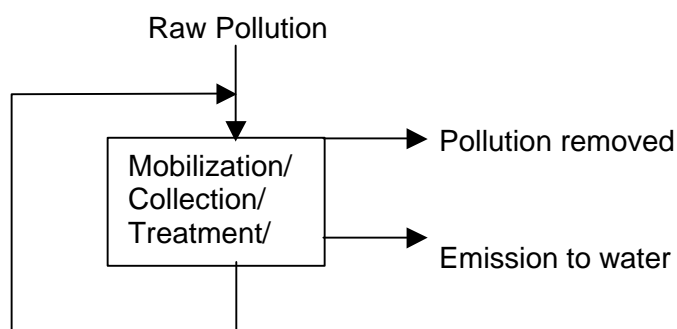 Raw Pollution
Pollution removed
Mobilization/
Collection/
Treatment/
Emission to water